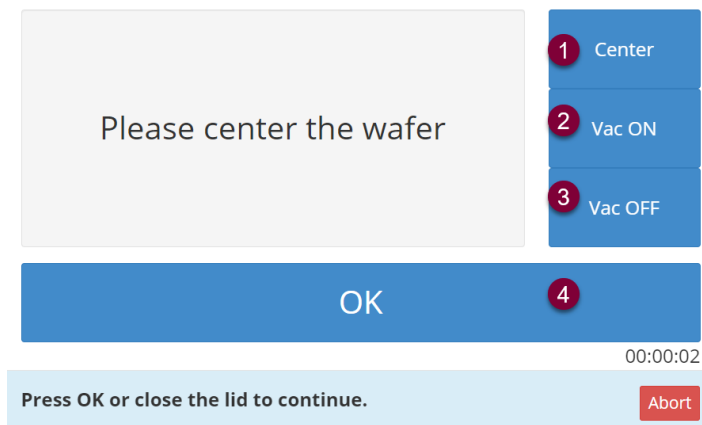 Please center the wafer
1 Center
2 Vac ON
3 Vac OFF
OK 4
00:00:02
Press OK or close the lid to continue. Abort